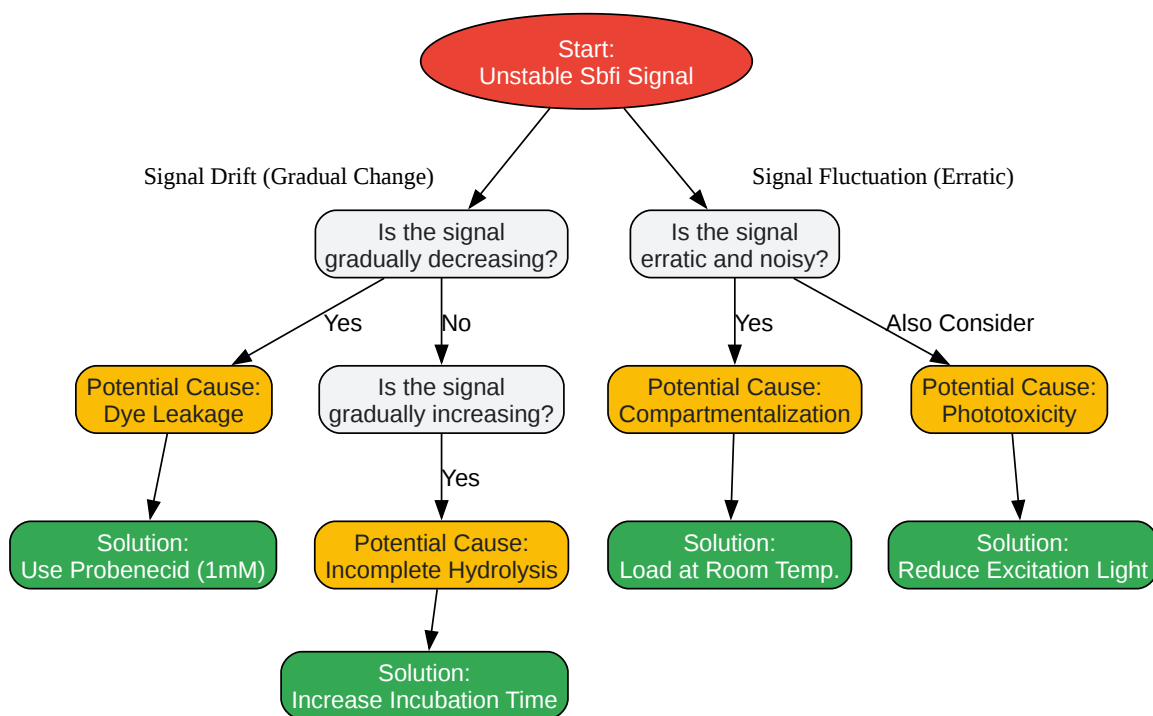 Start:
Unstable Sbfi Signal
Signal Drift (Gradual Change)
Signal Fluctuation (Erratic)
Is the signal
gradually decreasing?
Is the signal
erratic and noisy?
Yes
No
Yes
Also Consider
Potential Cause:
Dye Leakage
Is the signal
gradually increasing?
Potential Cause:
Compartmentalization
Potential Cause:
Phototoxicity
Yes
Solution:
Use Probenecid (1mM)
Potential Cause:
Incomplete Hydrolysis
Solution:
Load at Room Temp.
Solution:
Reduce Excitation Light
Solution:
Increase Incubation Time